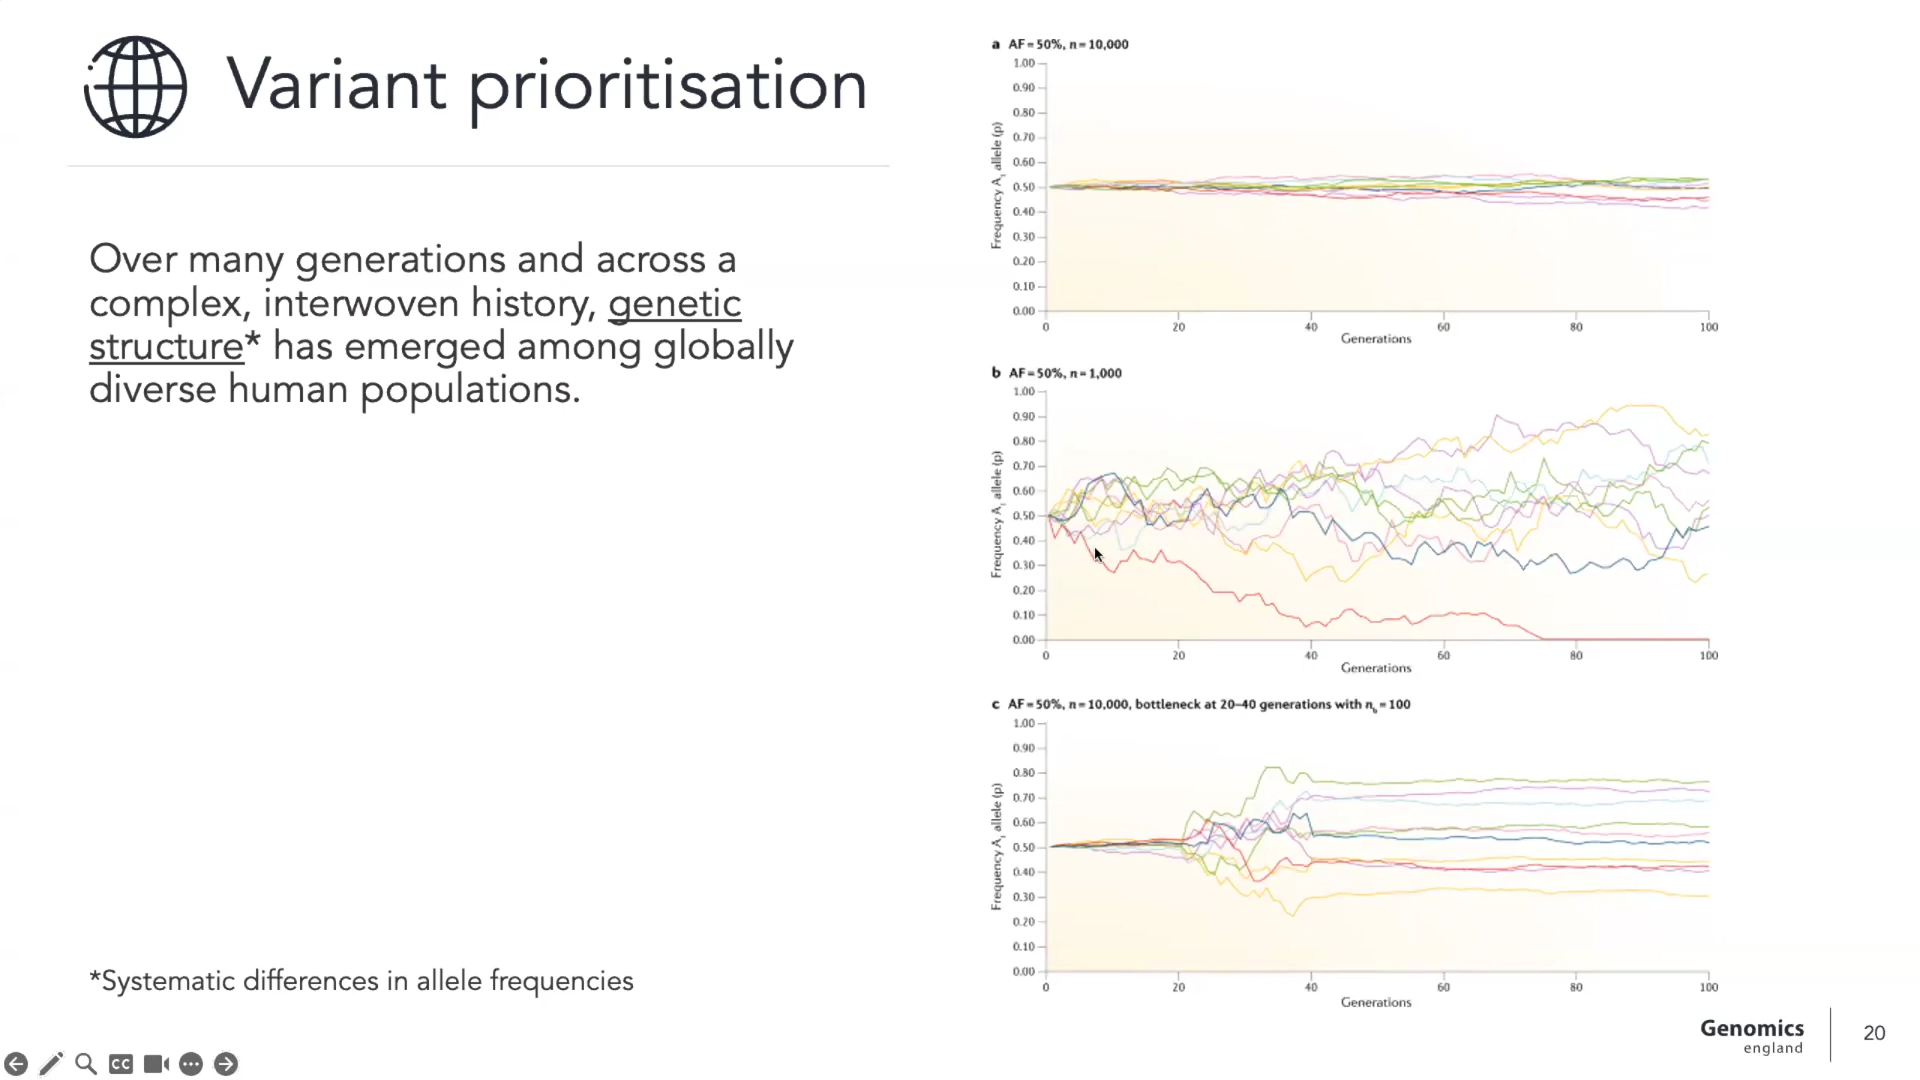 Variant prioritisation
Over many generations and across a
complex, interwoven history, genetic
structure* has emerged among globally
diverse human populations.
*Systematic differences in allele frequencies
a AF = 50%, n = 10,000
Frequency A₁ allele (p)
1.00
0.90
0.80
0.70
0.60
0.50
0.40
0.30
0.20
0.10
0.00
0 20 40 60 80 100
Generations
b AF = 50%, n = 1,000
Frequency A₁ allele (p)
1.00
0.90
0.80
0.70
0.60
0.50
0.40
0.30
0.20
0.10
0.00
0 20 40 60 80 100
Generations
c AF = 50%, n = 10,000, bottleneck at 20–40 generations with n_b = 100
Frequency A₁ allele (p)
1.00
0.90
0.80
0.70
0.60
0.50
0.40
0.30
0.20
0.10
0.00
0 20 40 60 80 100
Generations
Genomics
england
20
CC